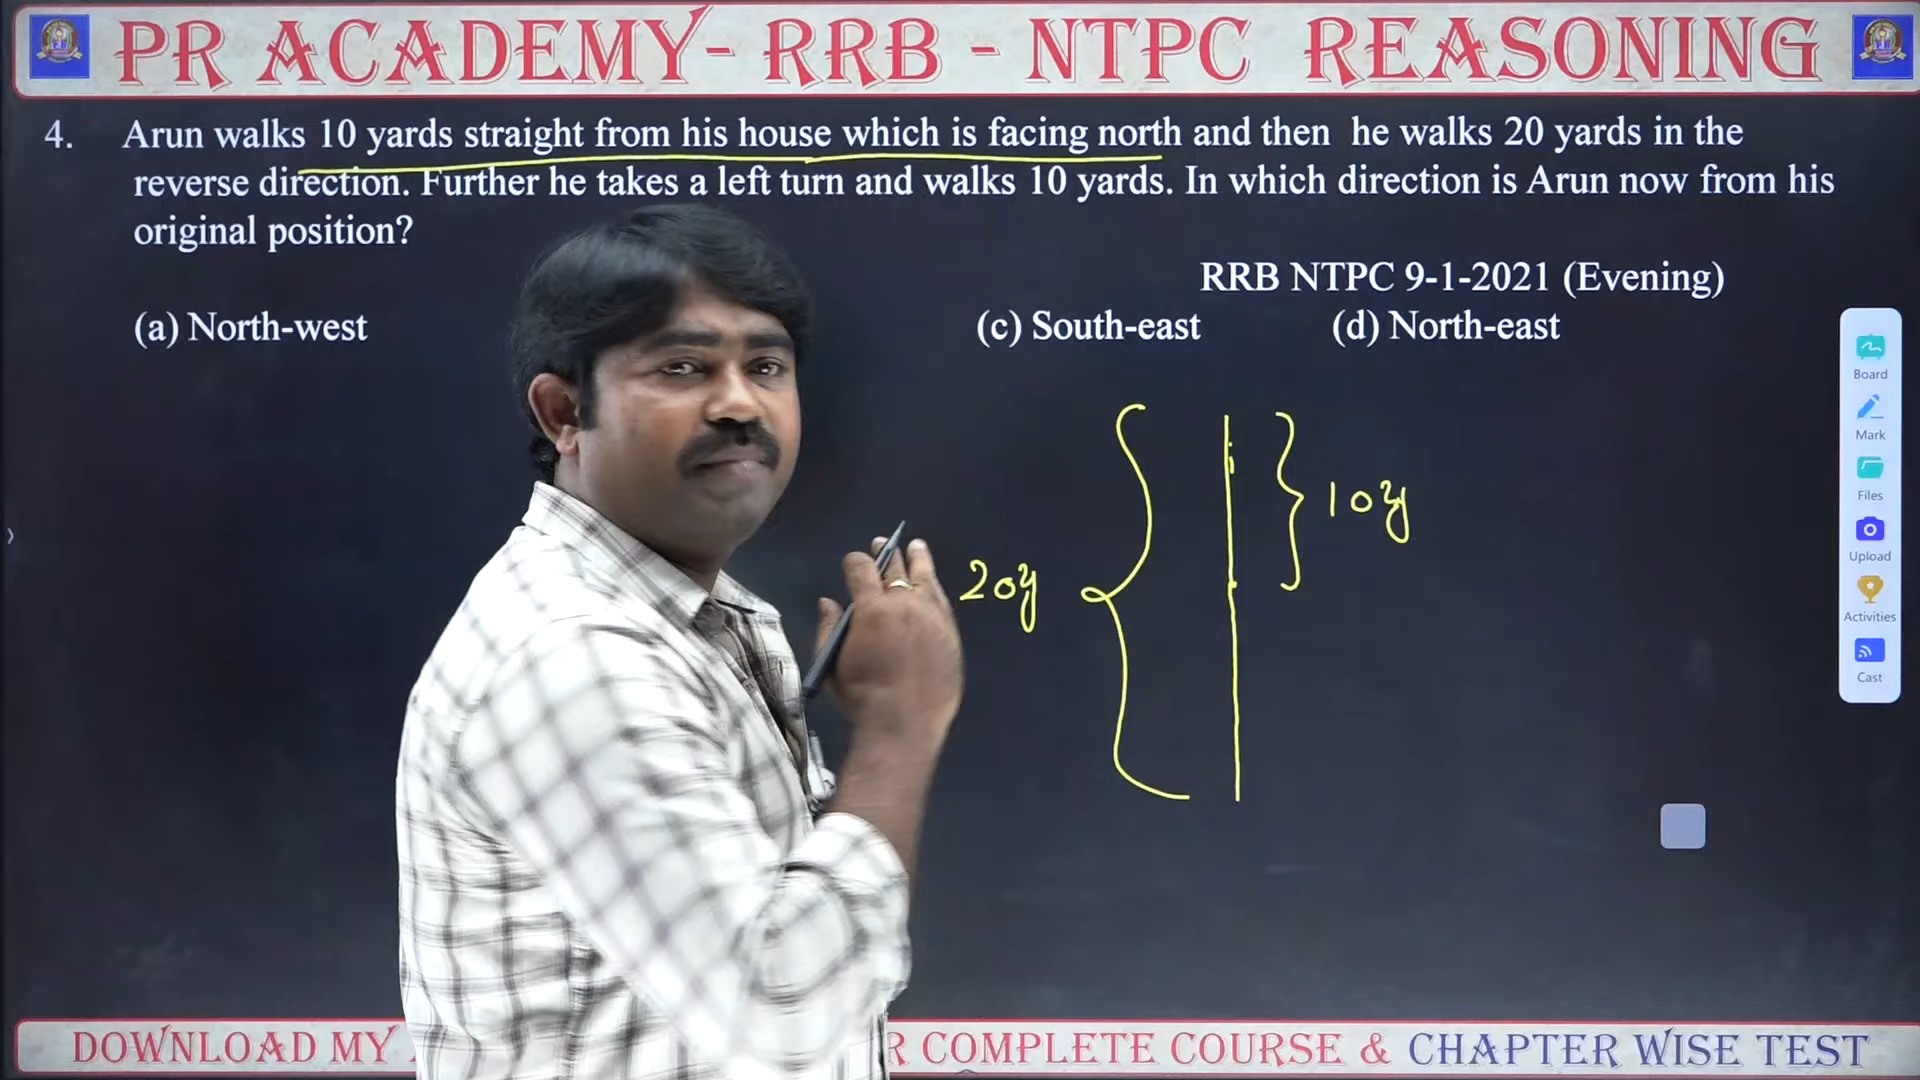 PR ACADEMY- RRB - NTPC REASONING
4. Arun walks 10 yards straight from his house which is facing north and then he walks 20 yards in the
reverse direction. Further he takes a left turn and walks 10 yards. In which direction is Arun now from his
original position?
RRB NTPC 9-1-2021 (Evening)
(a) North-west (c) South-east (d) North-east
Board
Mark
Files
Upload
Activities
Cast
10y
20y
DOWNLOAD MY R COMPLETE COURSE & CHAPTER WISE TEST